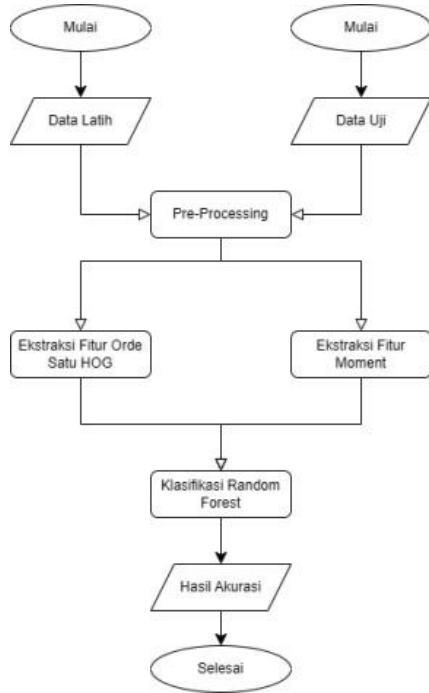 Mulai
Mulai
Data Latih
Data Uji
Pre-Processing
Ekstraksi Fitur Orde
Satu HOG
Ekstraksi Fitur
Moment
Klasifikasi Random
Forest
Hasil Akurasi
Selesai